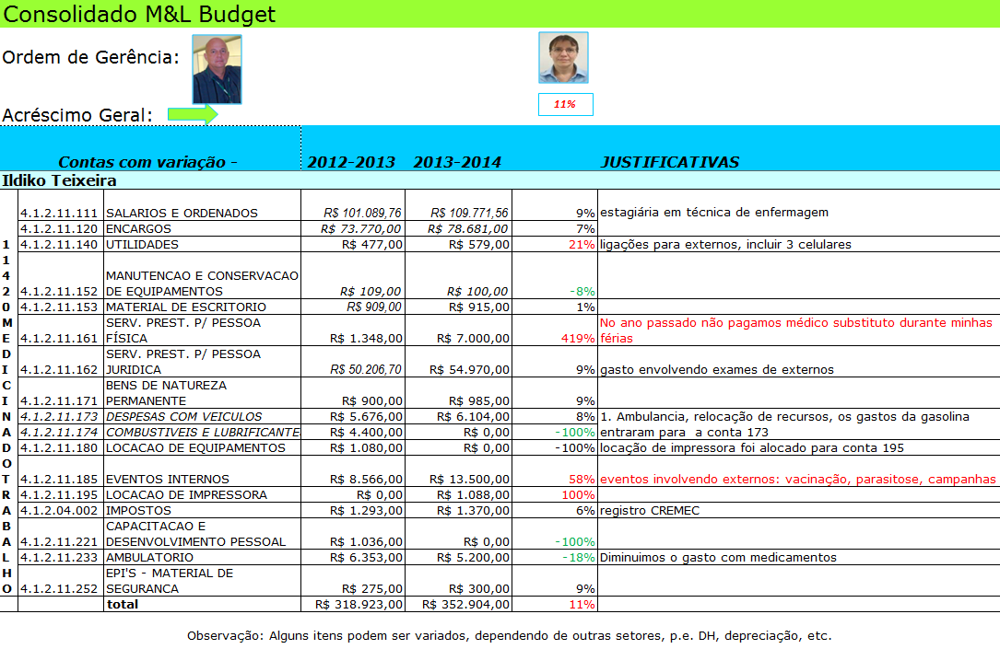 Consolidado M&L Budget
Ordem de Gerência:
11%
Acréscimo Geral:
Contas com variação - 2012-2013 2013-2014 JUSTIFICATIVAS
Ildiko Teixeira
1 1 4 2 0 M E D I C I N A D O T R A B A L H O
4.1.2.11.111 SALARIOS E ORDENADOS R$ 101.089,76 R$ 109.771,56 9% estagiária em técnica de enfermagem
4.1.2.11.120 ENCARGOS R$ 73.770,00 R$ 78.681,00 7%
4.1.2.11.140 UTILIDADES R$ 477,00 R$ 579,00 21% ligações para externos, incluir 3 celulares
MANUTENCAO E CONSERVACAO
4.1.2.11.152 DE EQUIPAMENTOS R$ 109,00 R$ 100,00 -8%
4.1.2.11.153 MATERIAL DE ESCRITORIO R$ 909,00 R$ 915,00 1%
SERV. PREST. P/ PESSOA No ano passado não pagamos médico substituto durante minhas
4.1.2.11.161 FÍSICA R$ 1.348,00 R$ 7.000,00 419% férias
SERV. PREST. P/ PESSOA
4.1.2.11.162 JURIDICA R$ 50.206,70 R$ 54.970,00 9% gasto envolvendo exames de externos
BENS DE NATUREZA
4.1.2.11.171 PERMANENTE R$ 900,00 R$ 985,00 9%
4.1.2.11.173 DESPESAS COM VEICULOS R$ 5.676,00 R$ 6.104,00 8% 1. Ambulancia, relocação de recursos, os gastos da gasolina
4.1.2.11.174 COMBUSTIVEIS E LUBRIFICANTE R$ 4.400,00 R$ 0,00 -100% entraram para a conta 173
4.1.2.11.180 LOCACAO DE EQUIPAMENTOS R$ 1.080,00 R$ 0,00 -100% locação de impressora foi alocado para conta 195
4.1.2.11.185 EVENTOS INTERNOS R$ 8.566,00 R$ 13.500,00 58% eventos involvendo externos: vacinação, parasitose, campanhas
4.1.2.11.195 LOCACAO DE IMPRESSORA R$ 0,00 R$ 1.088,00 100%
4.1.2.04.002 IMPOSTOS R$ 1.293,00 R$ 1.370,00 6% registro CREMEC
CAPACITACAO E
4.1.2.11.221 DESENVOLVIMENTO PESSOAL R$ 1.036,00 R$ 0,00 -100%
4.1.2.11.233 AMBULATORIO R$ 6.353,00 R$ 5.200,00 -18% Diminuimos o gasto com medicamentos
EPI'S - MATERIAL DE
4.1.2.11.252 SEGURANCA R$ 275,00 R$ 300,00 9%
total R$ 318.923,00 R$ 352.904,00 11%
Observação: Alguns itens podem ser variados, dependendo de outras setores, p.e. DH, depreciação, etc.